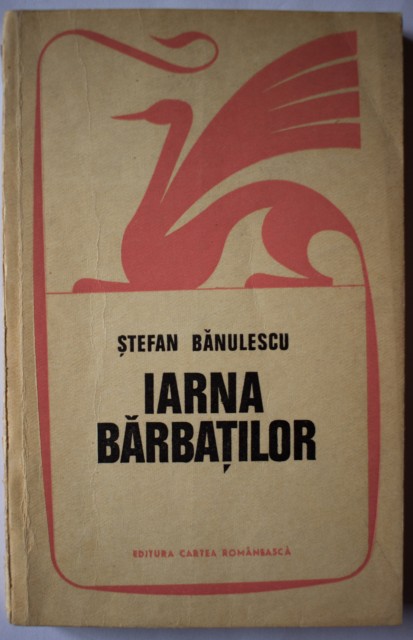 ȘTEFAN BĂNULESCU
IARNA
BĂRBAȚILOR
EDITURA CARTEA ROMÂNEASCĂ